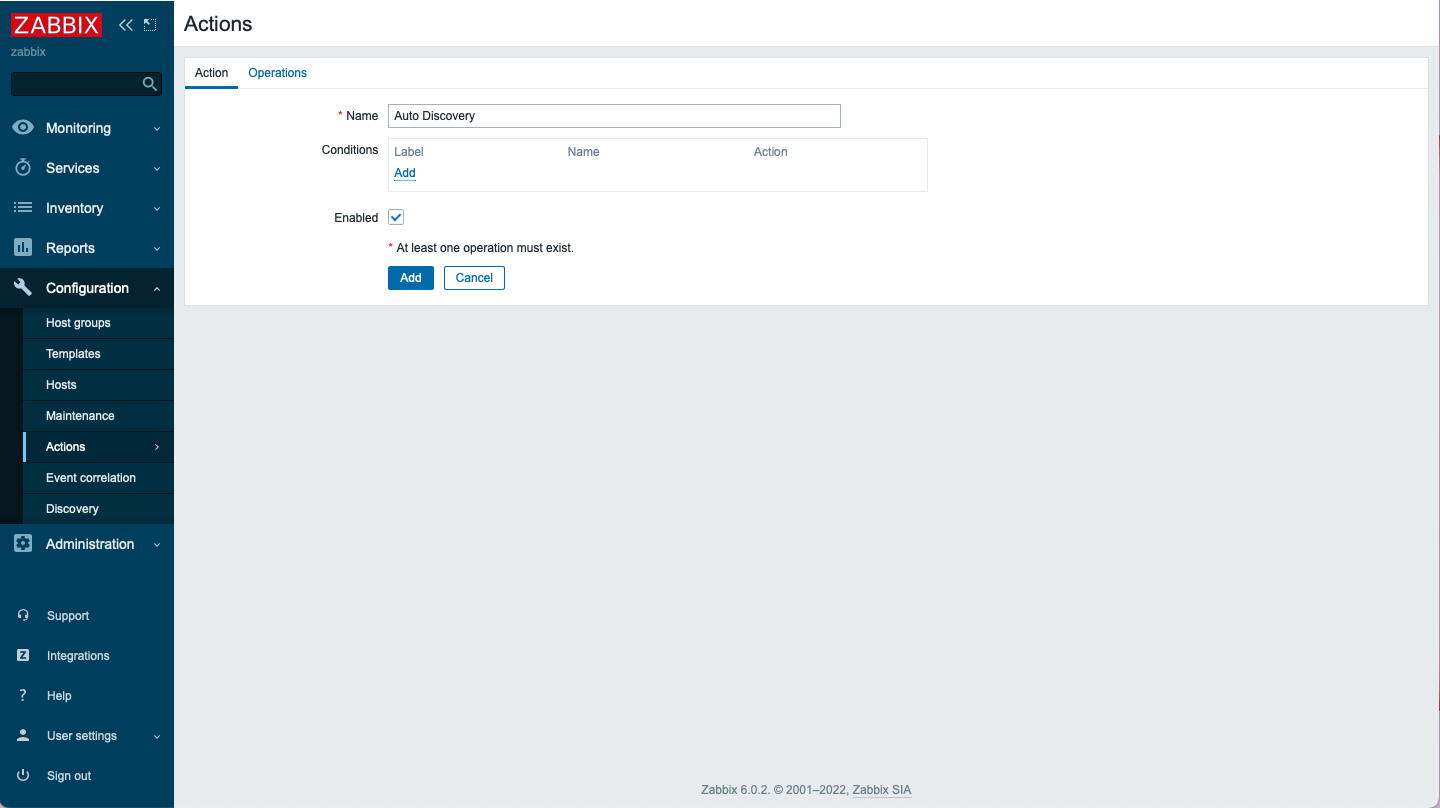 ZABBIX
zabbix
Monitoring
Services
Inventory
Reports
Configuration
Host groups
Templates
Hosts
Maintenance
Actions
Event correlation
Discovery
Administration
Support
Integrations
? Help
User settings
Sign out
Actions
Action Operations
* Name Auto Discovery
Conditions Label Name Action
Add
Enabled
* At least one operation must exist.
Add Cancel
Zabbix 6.0.2. © 2001–2022, Zabbix SIA